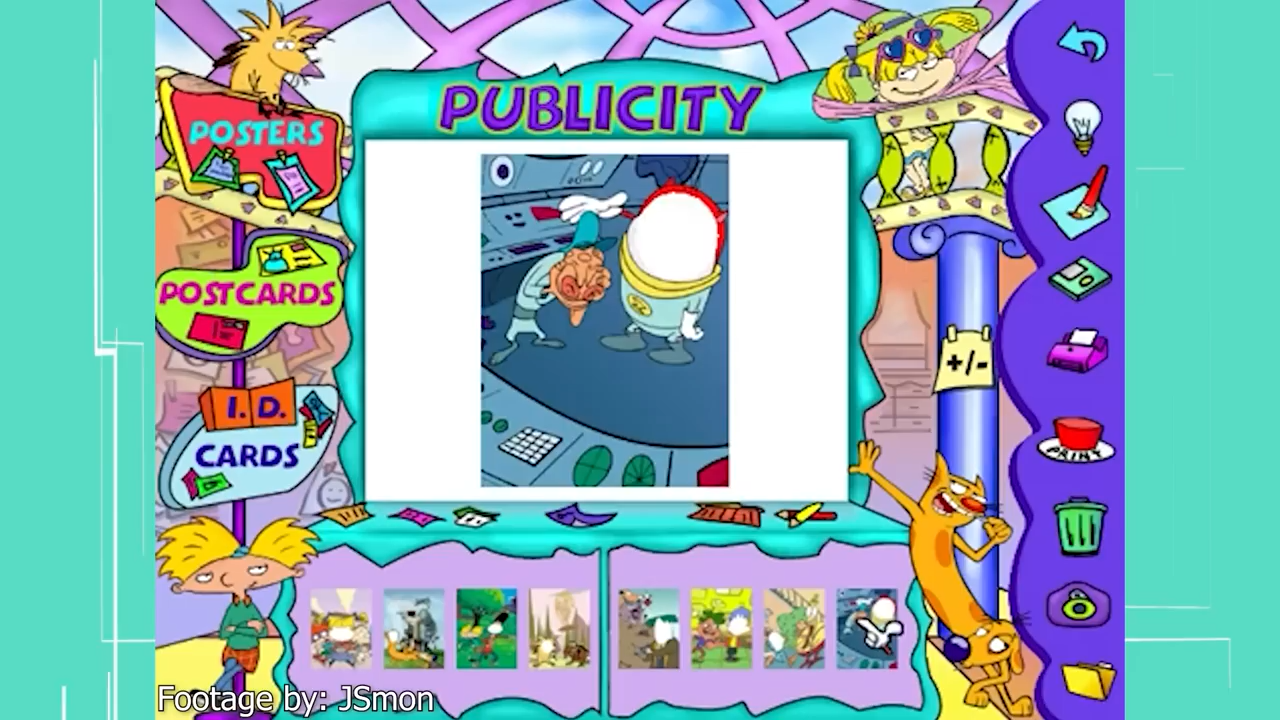 PUBLICITY
POSTERS
POSTCARDS
I.D.
CARDS
+/-
PRINT
Footage by: JSmon